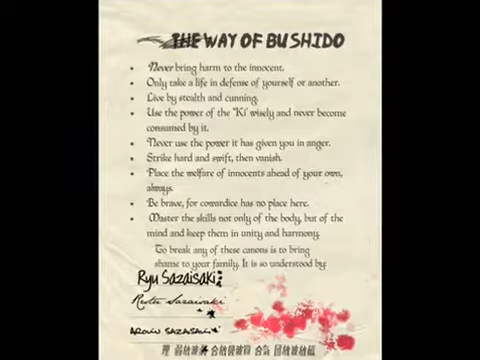 THE WAY OF BUSHIDO
• Never bring harm to the innocent.
• Only take a life in defense of yourself or another.
• Live by stealth and cunning.
• Use the power of the "Ki" wisely and never become
consumed by it.
• Never use the power it has given you in anger.
• Strike hard and swift, then vanish.
• Place the welfare of innocents ahead of your own,
always.
• Be brave, for cowardice has no place here.
• Master the skills not only of the body, but of the
mind and keep them in unity and harmony.
To break any of these canons is to bring
shame to your family. It is so understood by:
Ryu Sazaisaki
Sazaisaki